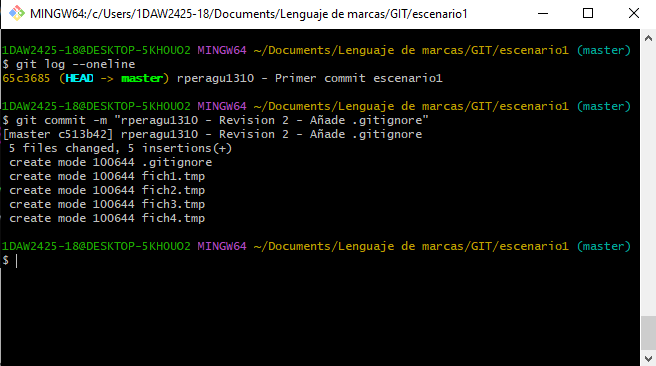 MINGW64:/c/Users/1DAW2425-18/Documents/Lenguaje de marcas/GIT/escenario1
1DAW2425-18@DESKTOP-5KHOUO2 MINGW64 ~/Documents/Lenguaje de marcas/GIT/escenario1 (master)
$ git log --oneline
65c3685 (HEAD -> master) rperagu1310 - Primer commit escenario1
1DAW2425-18@DESKTOP-5KHOUO2 MINGW64 ~/Documents/Lenguaje de marcas/GIT/escenario1 (master)
$ git commit -m "rperagu1310 - Revision 2 - Añade .gitignore"
[master c513b42] rperagu1310 - Revision 2 - Añade .gitignore
5 files changed, 5 insertions(+)
create mode 100644 .gitignore
create mode 100644 fich1.tmp
create mode 100644 fich2.tmp
create mode 100644 fich3.tmp
create mode 100644 fich4.tmp
1DAW2425-18@DESKTOP-5KHOUO2 MINGW64 ~/Documents/Lenguaje de marcas/GIT/escenario1 (master)
$